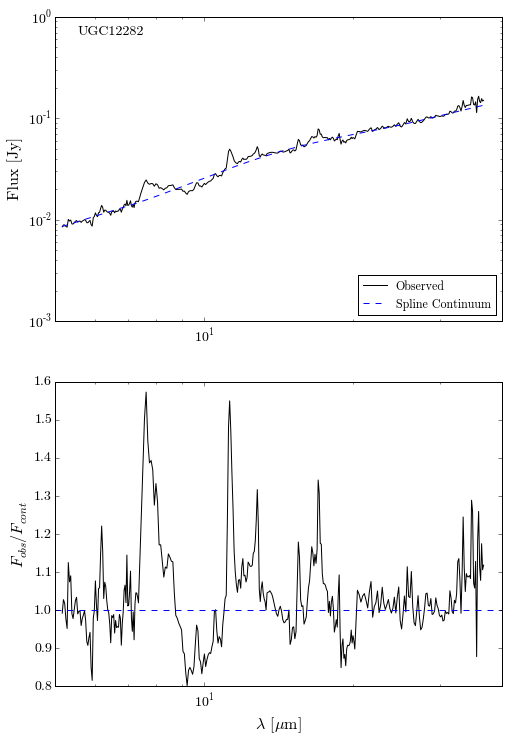 UGC12282
10^0
10^-1
10^-2
10^-3
Flux [Jy]
Observed
Spline Continuum
10^1
1.6
1.5
1.4
1.3
1.2
1.1
1.0
0.9
0.8
F_obs/F_cont
10^1
λ [μm]